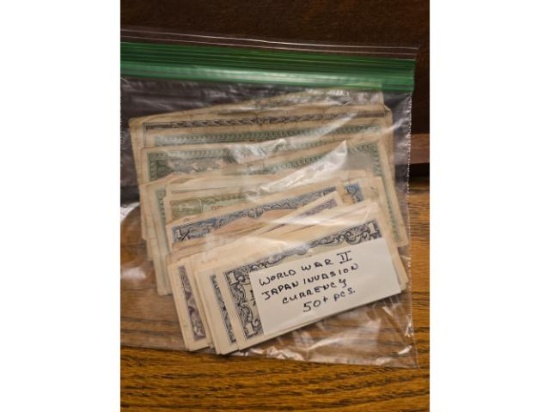 WORLD WAR II
JAPAN INVASION
CURRENCY
50+ pcs.